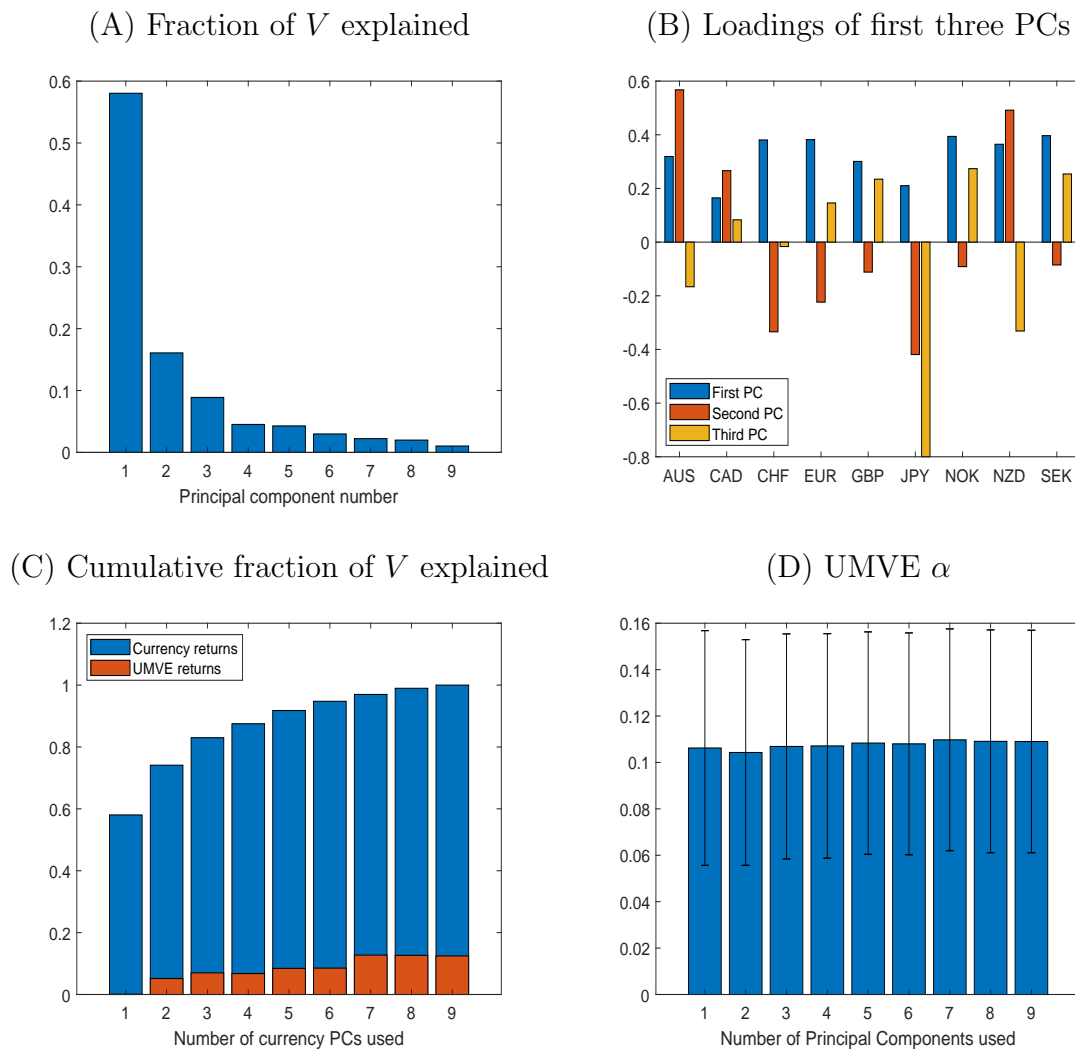 (A) Fraction of V explained
0.6
0.5
0.4
0.3
0.2
0.1
0
1 2 3 4 5 6 7 8 9
Principal component number
(B) Loadings of first three PCs
0.6
0.4
0.2
0
-0.2
-0.4
-0.6
-0.8
First PC
Second PC
Third PC
AUS CAD CHF EUR GBP JPY NOK NZD SEK
(C) Cumulative fraction of V explained
1.2
1
0.8
0.6
0.4
0.2
0
Currency returns
UMVE returns
1 2 3 4 5 6 7 8 9
Number of currency PCs used
(D) UMVE α
0.16
0.14
0.12
0.1
0.08
0.06
0.04
0.02
0
1 2 3 4 5 6 7 8 9
Number of Principal Components used